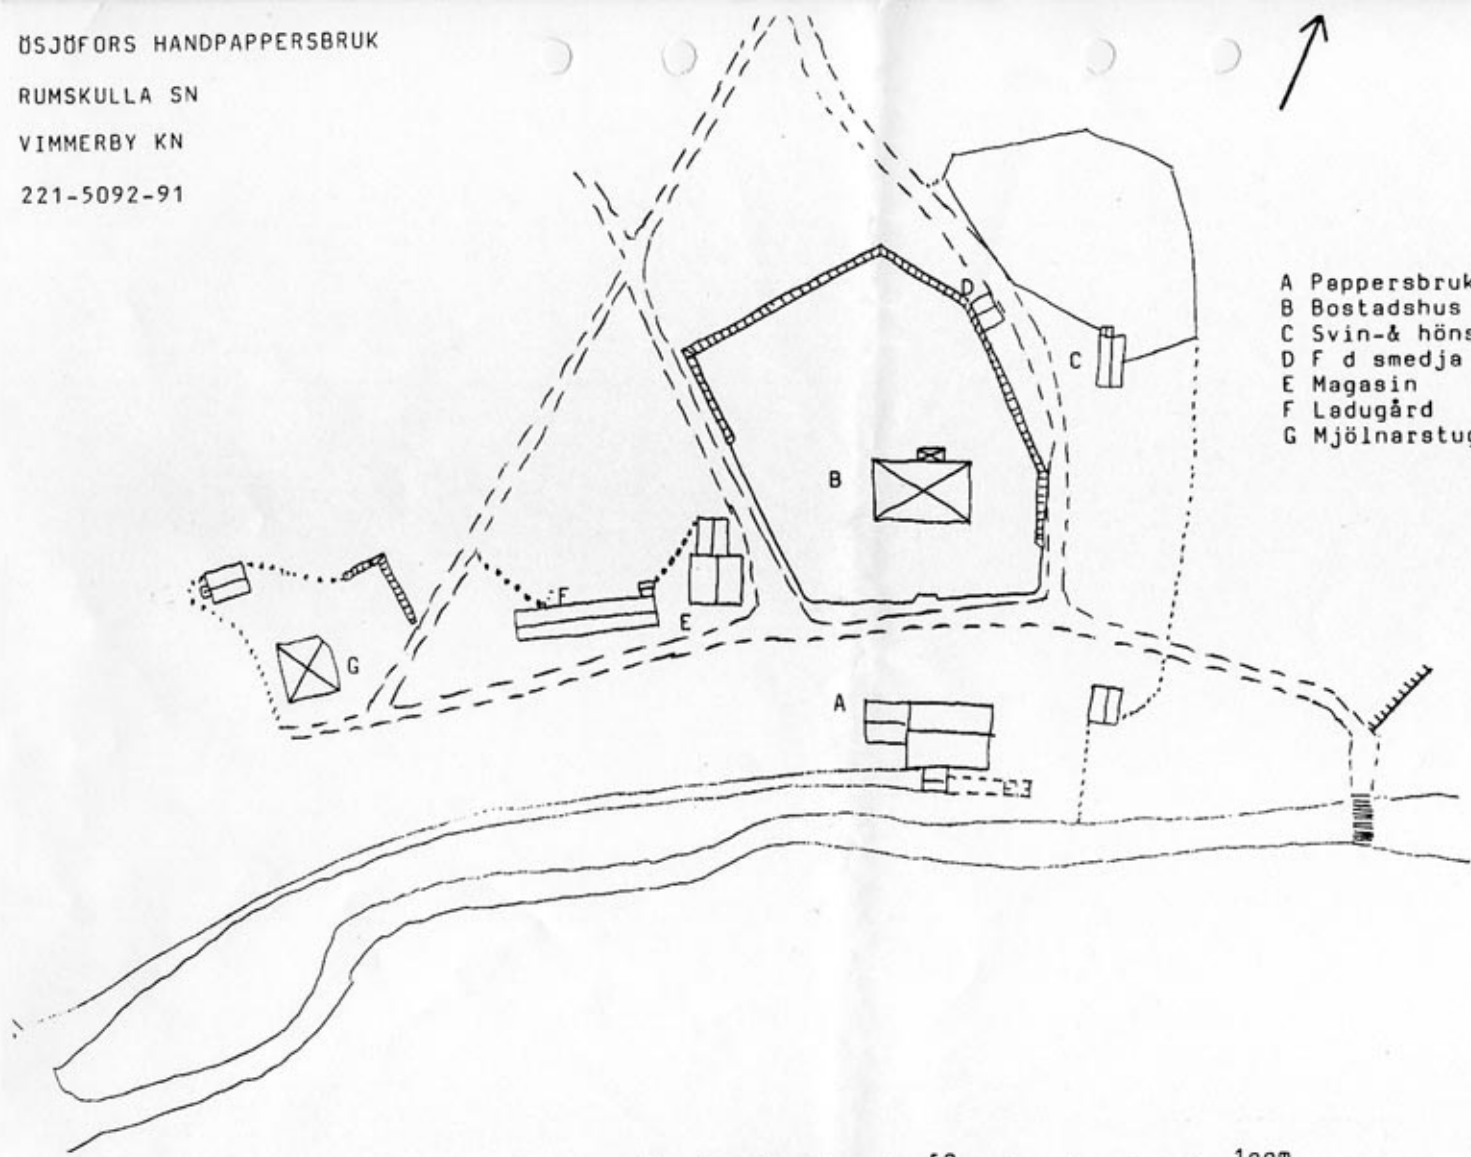 ÖSJÖFORS HANDPAPPERSBRUK
RUMSKULLA SN
VIMMERBY KN
221-5092-91
A Pappersbruk
B Bostadshus
C Svin-& höns
D F d smedja
E Magasin
F Ladugård
G Mjölnarstug
D
C
B
F
E
G
A